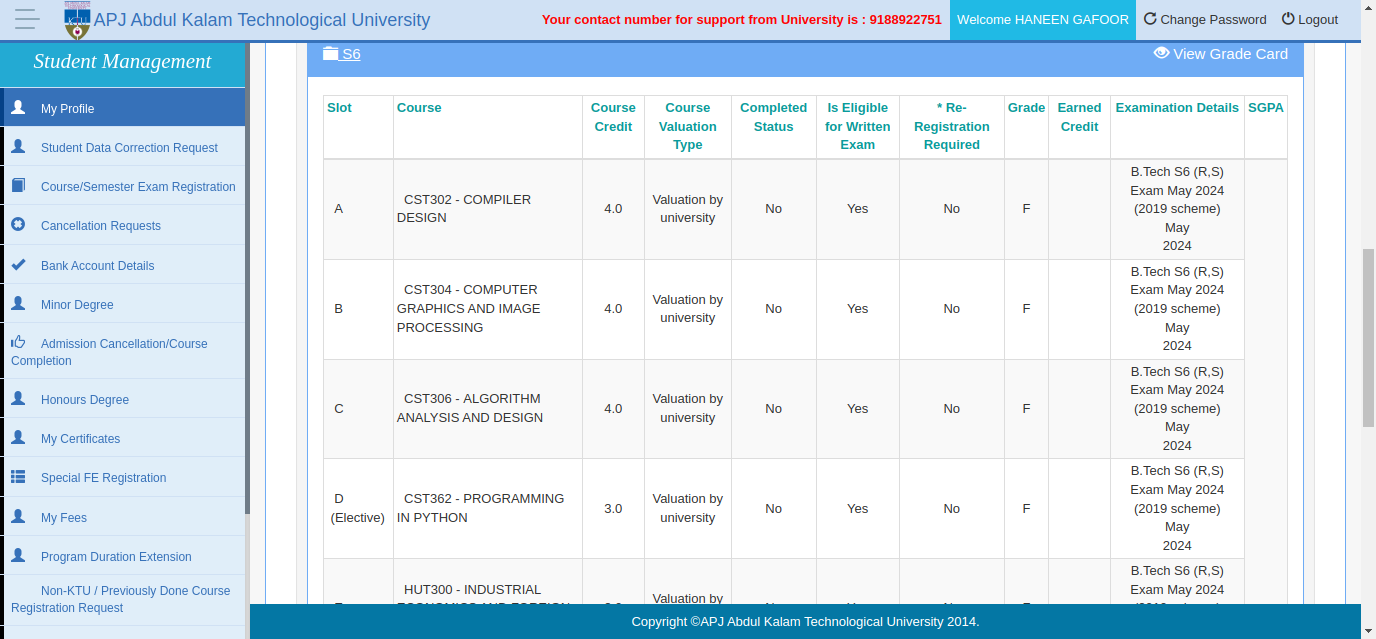 APJ Abdul Kalam Technological University
Your contact number for support from University is : 9188922751
Welcome HANEEN GAFOOR
Change Password
Logout
Student Management
My Profile
Student Data Correction Request
Course/Semester Exam Registration
Cancellation Requests
Bank Account Details
Minor Degree
Admission Cancellation/Course
Completion
Honours Degree
My Certificates
Special FE Registration
My Fees
Program Duration Extension
Non-KTU / Previously Done Course
Registration Request
S6
View Grade Card
Slot
Course
Course
Credit
Course
Valuation
Type
Completed
Status
Is Eligible
for Written
Exam
* Re-
Registration
Required
Grade
Earned
Credit
Examination Details
SGPA
A
CST302 - COMPILER
DESIGN
4.0
Valuation by
university
No
Yes
No
F
B.Tech S6 (R,S)
Exam May 2024
(2019 scheme)
May
2024
B
CST304 - COMPUTER
GRAPHICS AND IMAGE
PROCESSING
4.0
Valuation by
university
No
Yes
No
F
B.Tech S6 (R,S)
Exam May 2024
(2019 scheme)
May
2024
C
CST306 - ALGORITHM
ANALYSIS AND DESIGN
4.0
Valuation by
university
No
Yes
No
F
B.Tech S6 (R,S)
Exam May 2024
(2019 scheme)
May
2024
D
(Elective)
CST362 - PROGRAMMING
IN PYTHON
3.0
Valuation by
university
No
Yes
No
F
B.Tech S6 (R,S)
Exam May 2024
(2019 scheme)
May
2024
HUT300 - INDUSTRIAL
Valuation by
B.Tech S6 (R,S)
Exam May 2024
Copyright ©APJ Abdul Kalam Technological University 2014.